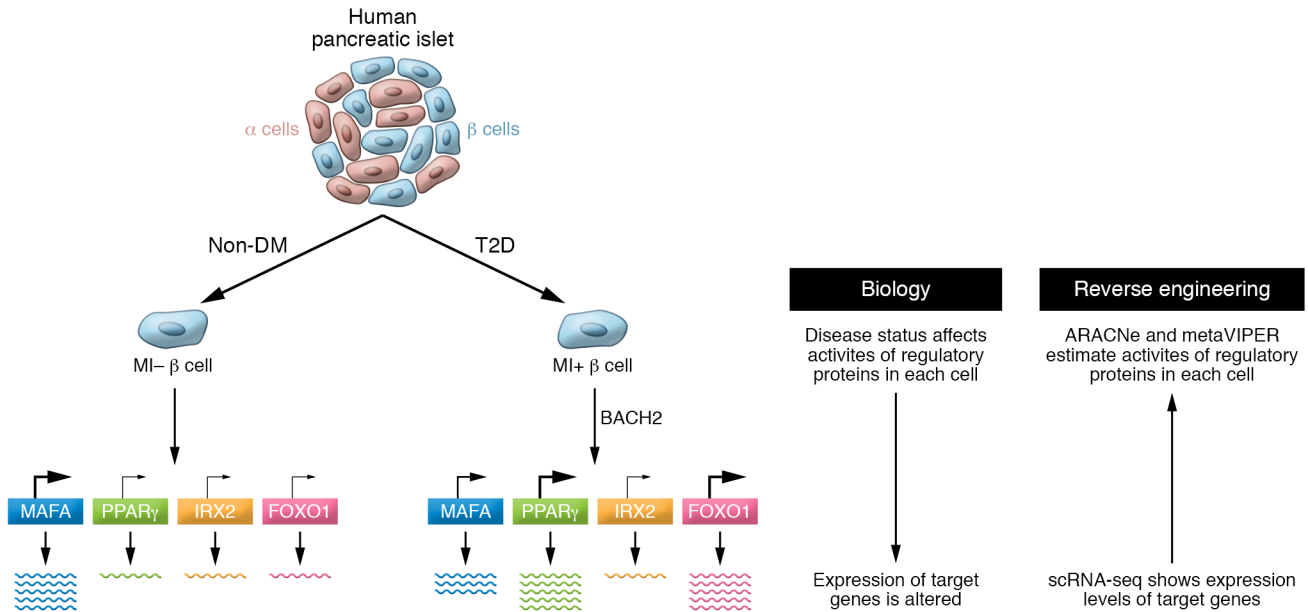 Human
pancreatic islet
α cells
β cells
Non-DM
T2D
MI– β cell
MI+ β cell
BACH2
MAFA
PPARγ
IRX2
FOXO1
MAFA
PPARγ
IRX2
FOXO1
Biology
Disease status affects
activites of regulatory
proteins in each cell
Expression of target
genes is altered
Reverse engineering
ARACNe and metaVIPER
estimate activites of regulatory
proteins in each cell
scRNA-seq shows expression
levels of target genes